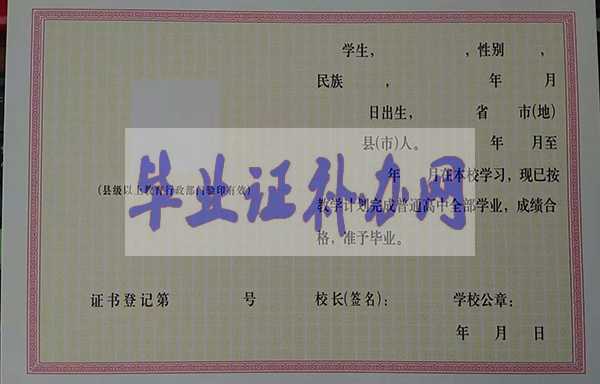 学生, ,性别 ,
民族 , 年 月
日出生, 省 市(地)
县(市)人。 年 月至
年 月在本校学习，现已按
教学计划完成普通高中全部学业，成绩合
格，准予毕业。
(县级以上教育行政部门验印有效)
毕业证补办网
证书登记第 号 校长(签名)： 学校公章：
年 月 日